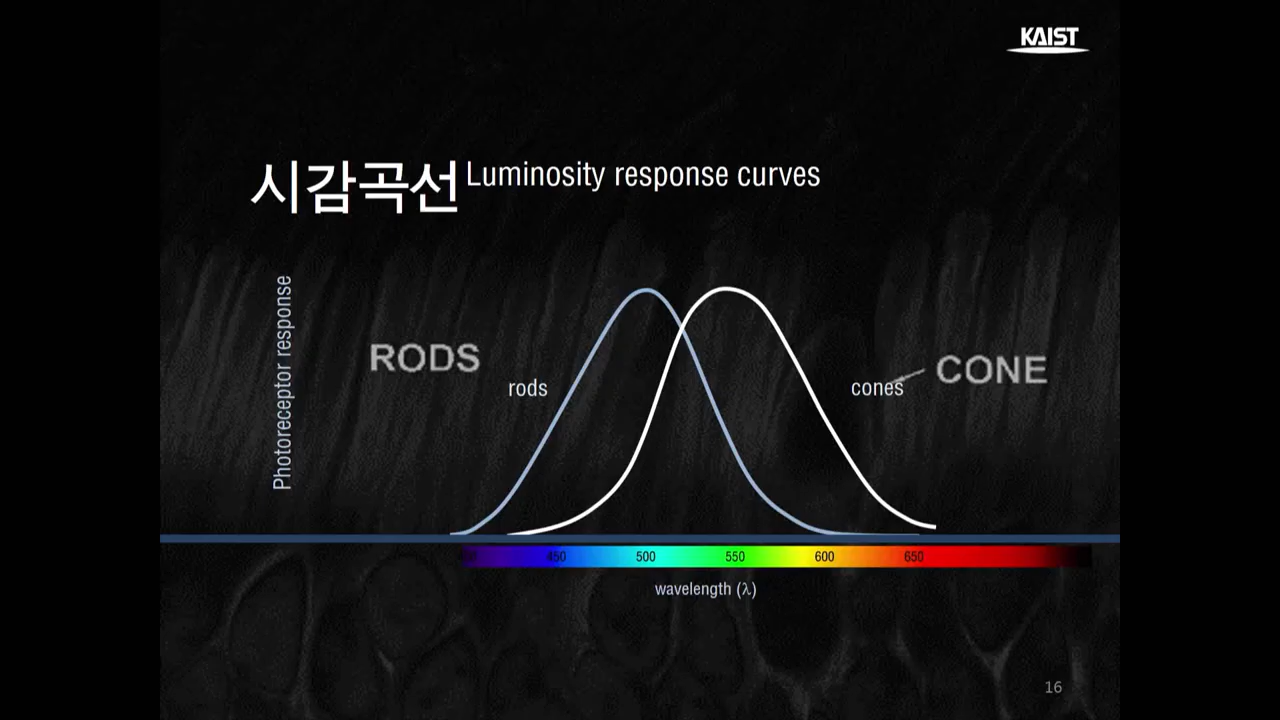 KAIST
시감곡선 Luminosity response curves
Photoreceptor response
RODS
rods
cones
CONE
450 500 550 600 650
wavelength (λ)
16